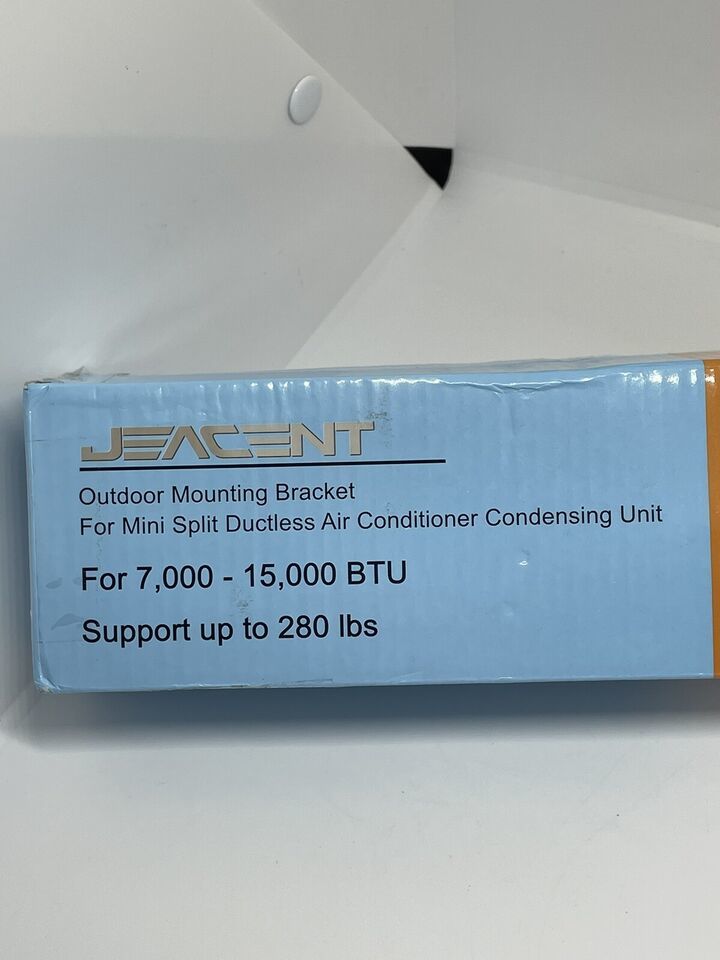 JEACENT
Outdoor Mounting Bracket
For Mini Split Ductless Air Conditioner Condensing Unit
For 7,000 - 15,000 BTU
Support up to 280 lbs